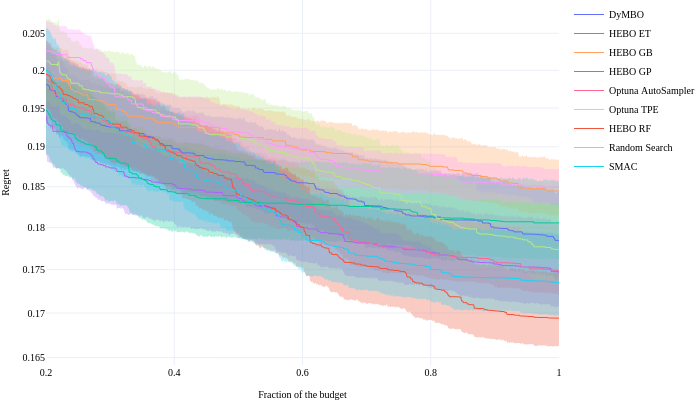 0.205
0.2
0.195
0.19
0.185
0.18
0.175
0.17
0.165
Regret
0.2
0.4
0.6
0.8
1
Fraction of the budget
DyMBO
HEBO ET
HEBO GB
HEBO GP
Optuna AutoSampler
Optuna TPE
HEBO RF
Random Search
SMAC